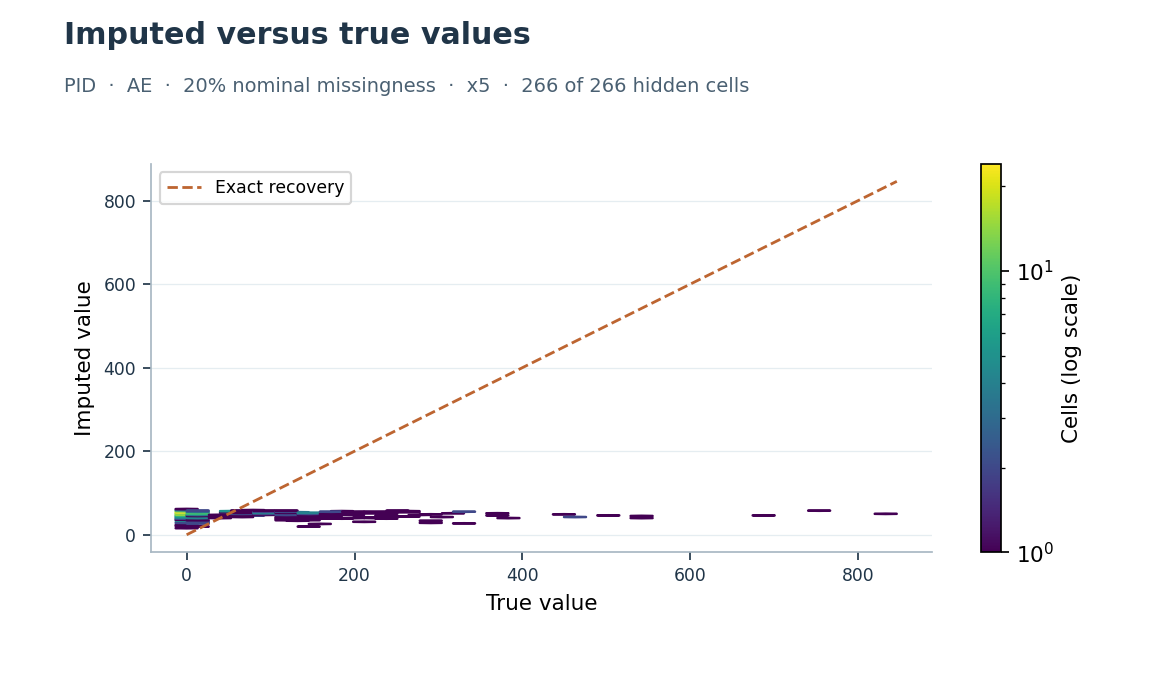 Imputed versus true values
PID · AE · 20% nominal missingness · x5 · 266 of 266 hidden cells
Exact recovery
800
600
400
200
0
Imputed value
0 200 400 600 800
True value
10¹
10⁰
Cells (log scale)